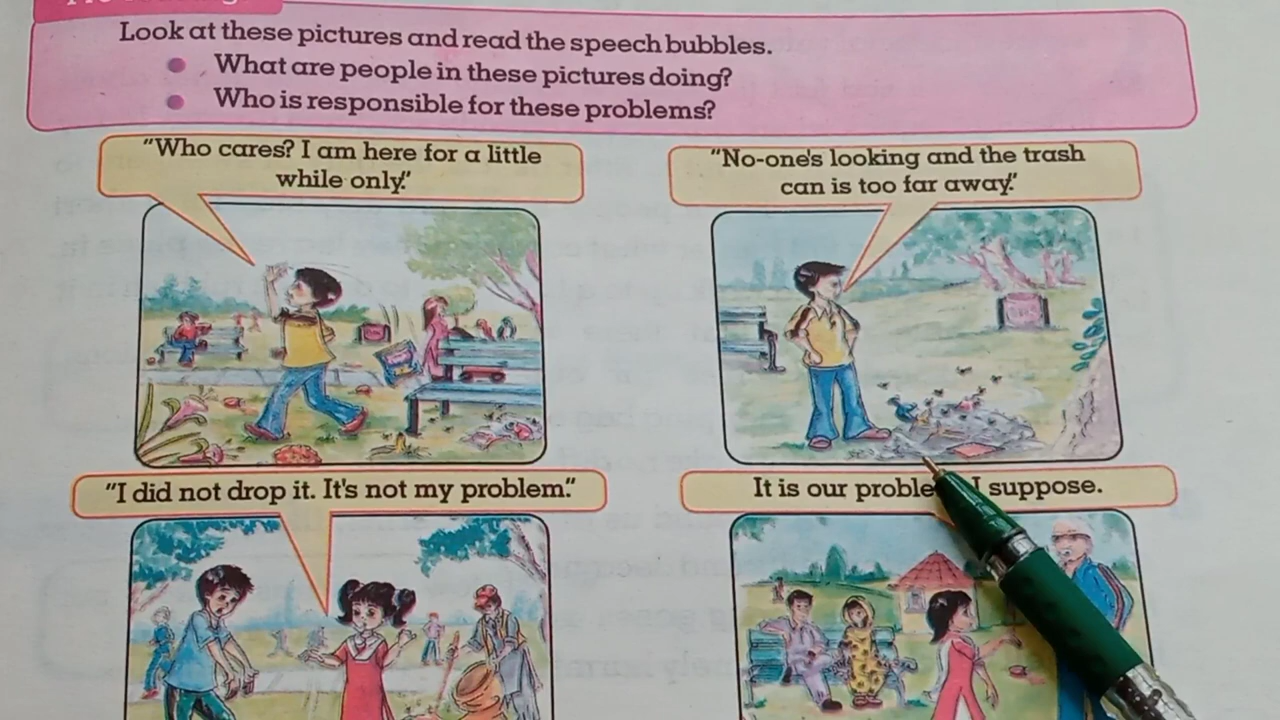 Look at these pictures and read the speech bubbles.
What are people in these pictures doing?
Who is responsible for these problems?
"Who cares? I am here for a little
while only."
"No-one's looking and the trash
can is too far away."
"I did not drop it. It's not my problem."
It is our proble I suppose.